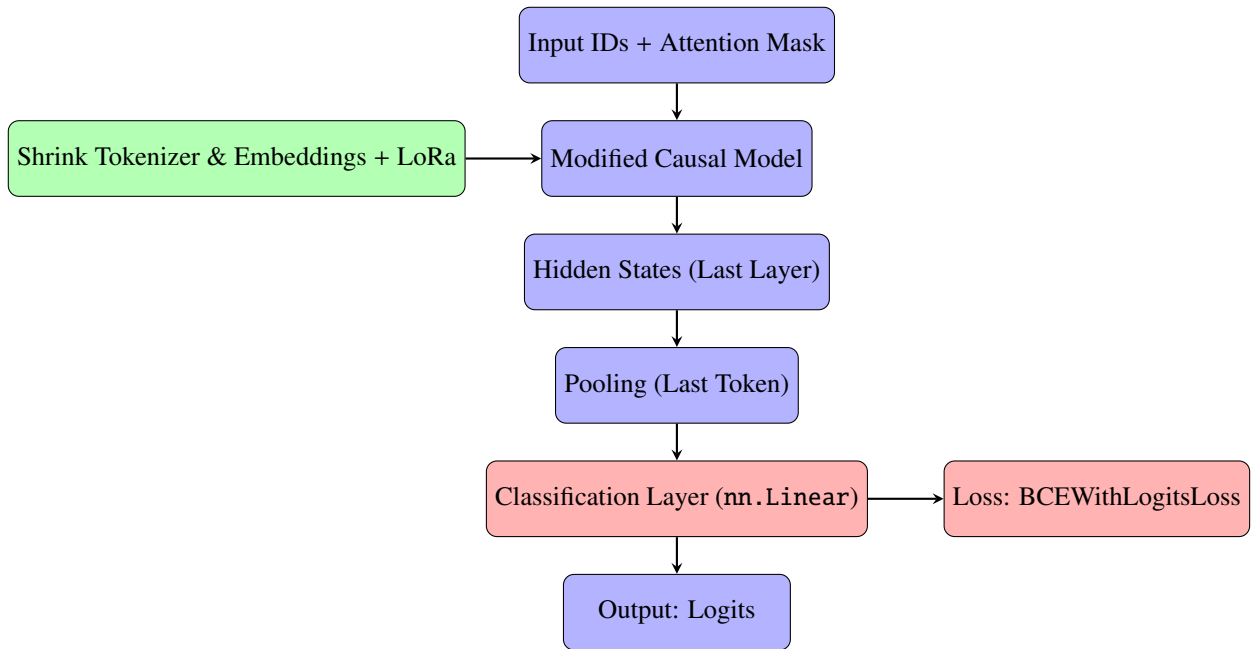 Input IDs + Attention Mask
Shrink Tokenizer & Embeddings + LoRa
Modified Causal Model
Hidden States (Last Layer)
Pooling (Last Token)
Classification Layer (nn.Linear)
Loss: BCEWithLogitsLoss
Output: Logits